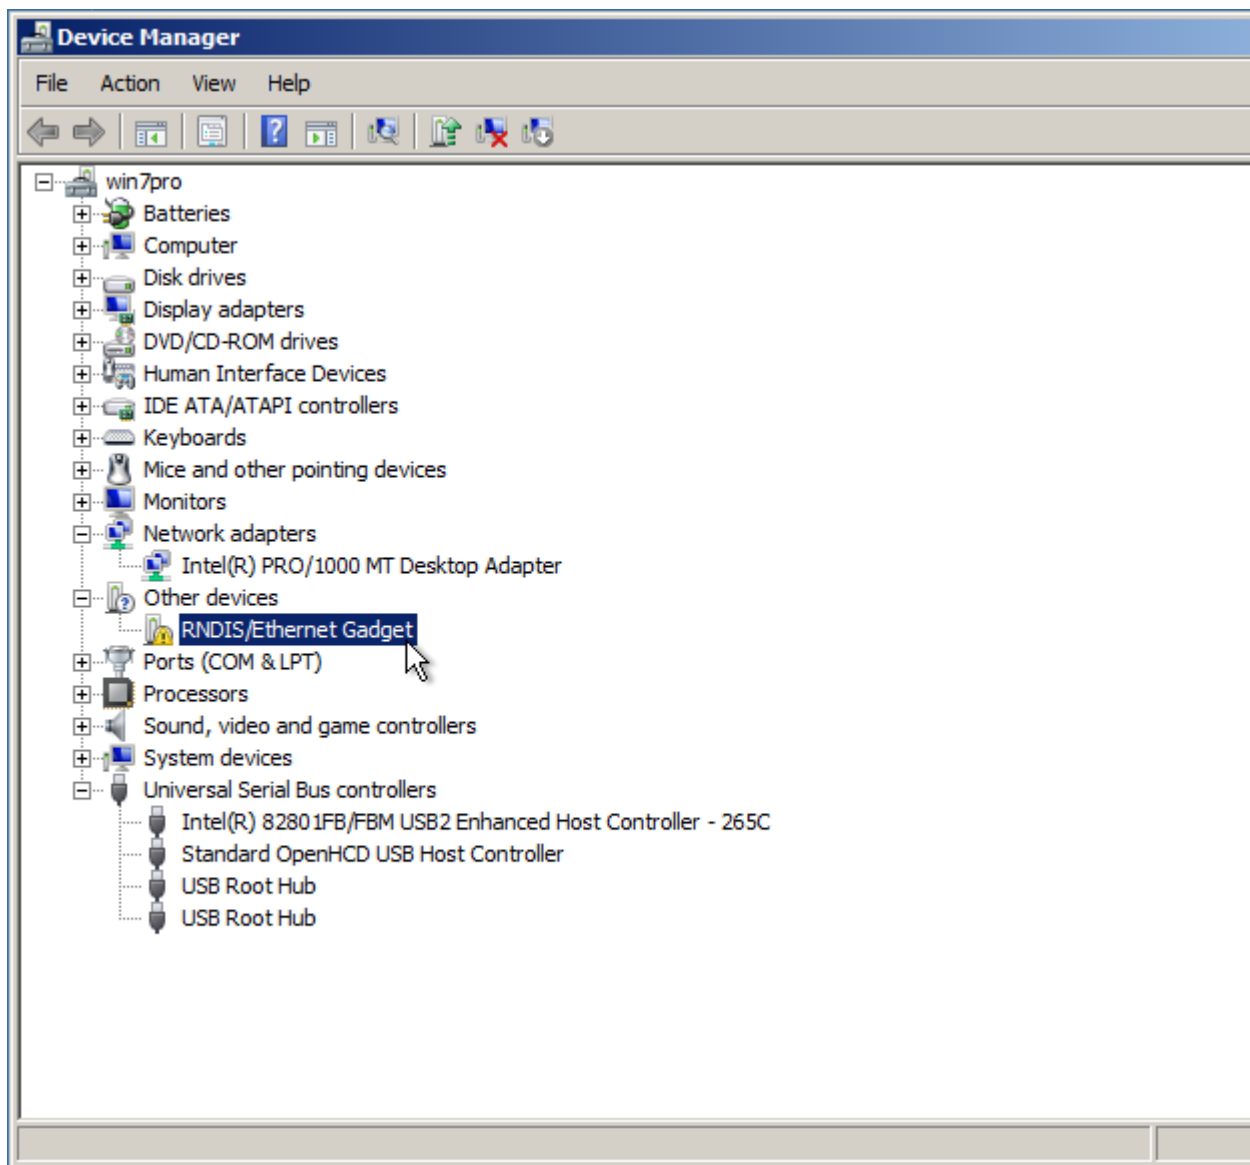 Device Manager
File Action View Help
win7pro
Batteries
Computer
Disk drives
Display adapters
DVD/CD-ROM drives
Human Interface Devices
IDE ATA/ATAPI controllers
Keyboards
Mice and other pointing devices
Monitors
Network adapters
Intel(R) PRO/1000 MT Desktop Adapter
Other devices
RNDIS/Ethernet Gadget
Ports (COM & LPT)
Processors
Sound, video and game controllers
System devices
Universal Serial Bus controllers
Intel(R) 82801FB/FBM USB2 Enhanced Host Controller - 265C
Standard OpenHCD USB Host Controller
USB Root Hub
USB Root Hub